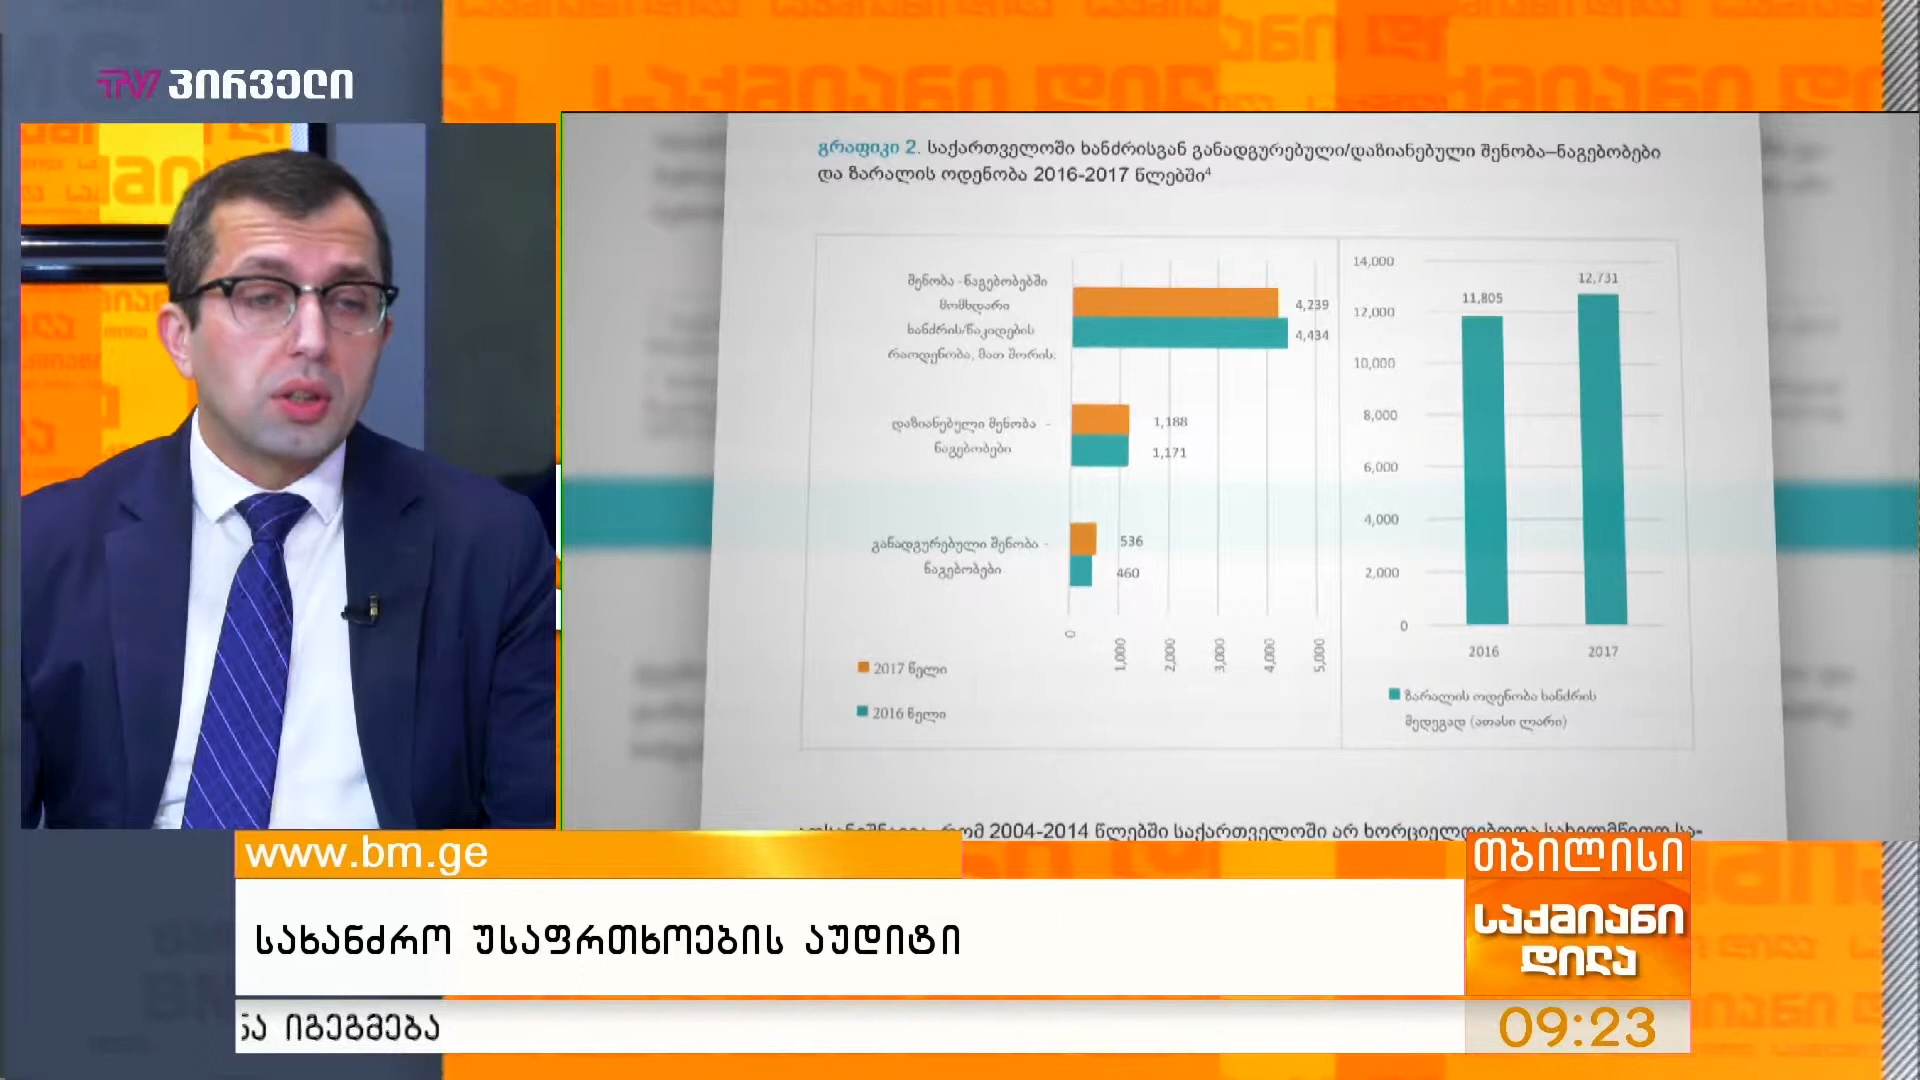 TV პირველი
გრაფიკი 2. საქართველოში ხანძრისგან განადგურებული/დაზიანებული შენობა–ნაგებობები
და ზარალის ოდენობა 2016-2017 წლებში⁴
შენობა -ნაგებობებში
მომხდარი
ხანძრის/წაკიდების
რაოდენობა, მათ შორის:
4,239
4,434
დაზიანებული შენობა -
ნაგებობები
1,188
1,171
განადგურებული შენობა -
ნაგებობები
536
460
0
1,000
2,000
3,000
4,000
5,000
2017 წელი
2016 წელი
14,000
12,000
10,000
8,000
6,000
4,000
2,000
0
11,805
12,731
2016
2017
ზარალის ოდენობა ხანძრის
შედეგად (ათასი ლარი)
რომ 2004-2014 წლებში საქართველოში არ ხორციელდებოდა სახელმწიფო სა-
www.bm.ge
თბილისი
სახანძრო უსაფრთხოების აუდიტი
საქმიანი
დილა
ნა იგეგმება
09:23